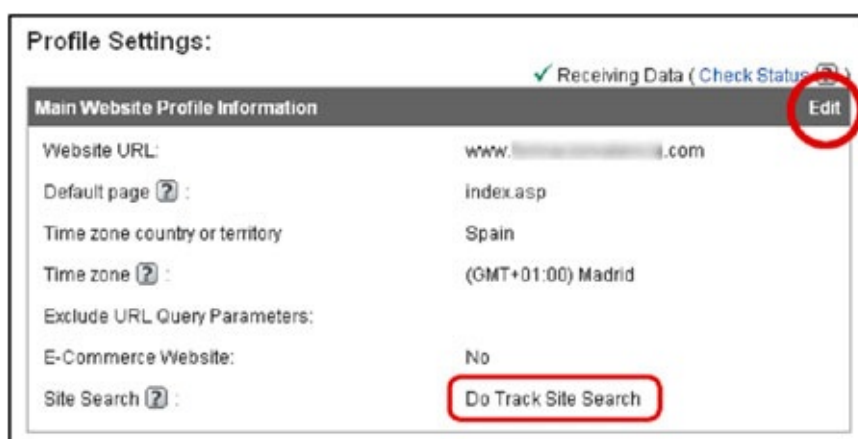 Profile Settings:
✓ Receiving Data ( Check Status ? )
Main Website Profile Information Edit
Website URL: www. .com
Default page ? : index.asp
Time zone country or territory Spain
Time zone ? : (GMT+01:00) Madrid
Exclude URL Query Parameters:
E-Commerce Website: No
Site Search ? : Do Track Site Search